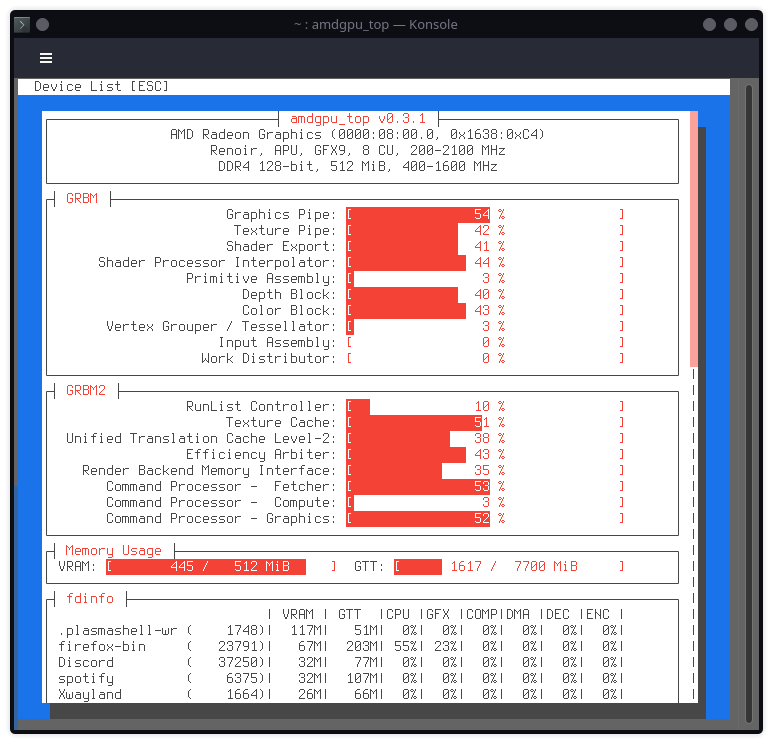 ~ : amdgpu_top — Konsole
Device List [ESC]
amdgpu_top v0.3.1
AMD Radeon Graphics (0000:08:00.0, 0x1638:0xC4)
Renoir, APU, GFX9, 8 CU, 200-2100 MHz
DDR4 128-bit, 512 MiB, 400-1600 MHz
GRBM
Graphics Pipe: [ 54 % ]
Texture Pipe: [ 42 % ]
Shader Export: [ 41 % ]
Shader Processor Interpolator: [ 44 % ]
Primitive Assembly: [ 3 % ]
Depth Block: [ 40 % ]
Color Block: [ 43 % ]
Vertex Grouper / Tessellator: [ 3 % ]
Input Assembly: [ 0 % ]
Work Distributor: [ 0 % ]
GRBM2
RunList Controller: [ 10 % ]
Texture Cache: [ 51 % ]
Unified Translation Cache Level-2: [ 38 % ]
Efficiency Arbiter: [ 43 % ]
Render Backend Memory Interface: [ 35 % ]
Command Processor -  Fetcher: [ 53 % ]
Command Processor -  Compute: [ 3 % ]
Command Processor - Graphics: [ 52 % ]
Memory Usage
VRAM: [ 445 /  512 MiB ]  GTT: [ 1617 /  7700 MiB ]
fdinfo
| VRAM |  GTT  |CPU |GFX |COMP|DMA |DEC |ENC |
.plasmashell-wr (  1748)|  117M|  51M|  0%|  0%|  0%|  0%|  0%|  0%|
firefox-bin     ( 23791)|   67M| 203M| 55%| 23%|  0%|  0%|  0%|  0%|
Discord         ( 37250)|   32M|  77M|  0%|  0%|  0%|  0%|  0%|  0%|
spotify         (  6375)|   32M| 107M|  0%|  0%|  0%|  0%|  0%|  0%|
Xwayland        (  1664)|   26M|  66M|  0%|  0%|  0%|  0%|  0%|  0%|